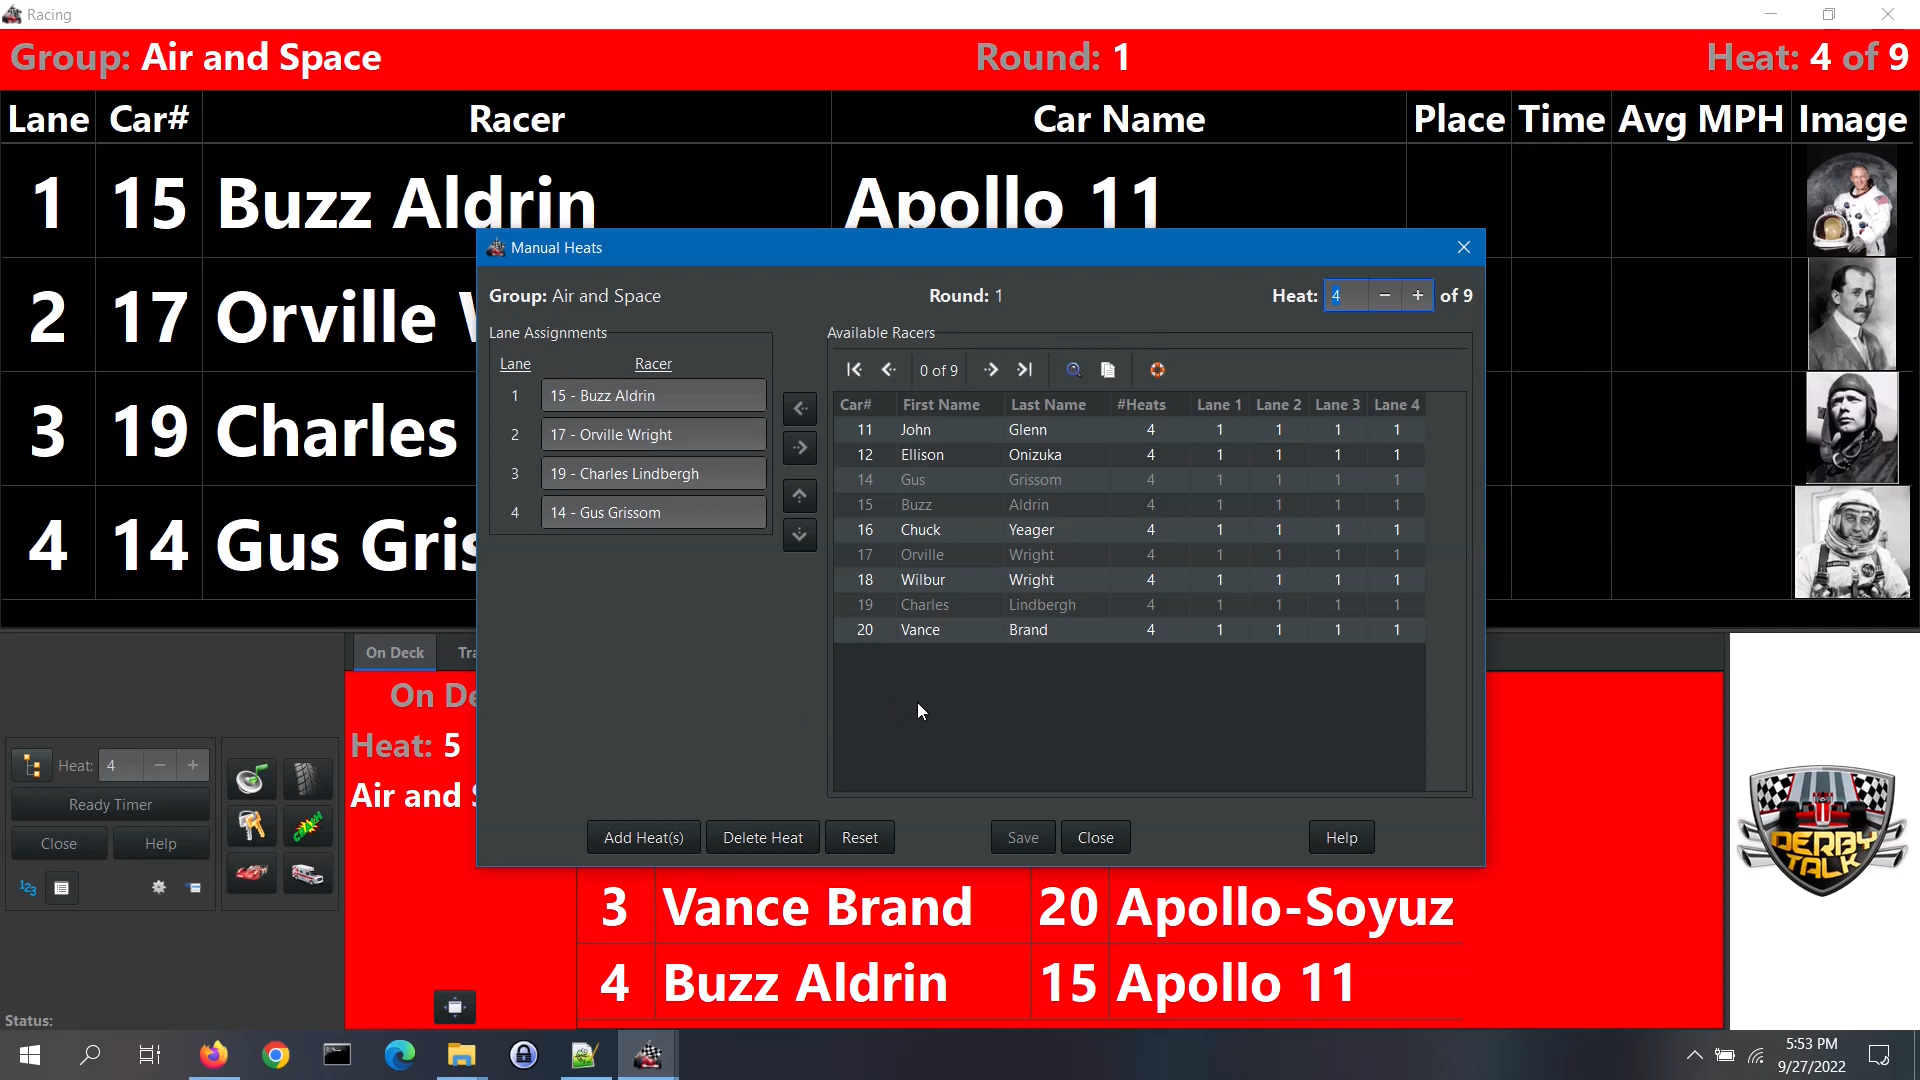 Racing
Group: Air and Space Round: 1 Heat: 4 of 9
Lane Car# Racer Car Name Place Time Avg MPH Image
1 15 Buzz Aldrin Apollo 11
2 17 Orville
3 19 Charles
4 14 Gus Gris
Manual Heats
Group: Air and Space Round: 1 Heat: 4 − + of 9
Lane Assignments
Lane Racer
1 15 - Buzz Aldrin
2 17 - Orville Wright
3 19 - Charles Lindbergh
4 14 - Gus Grissom
Available Racers
0 of 9
Car# First Name Last Name #Heats Lane 1 Lane 2 Lane 3 Lane 4
11 John Glenn 4 1 1 1 1
12 Ellison Onizuka 4 1 1 1 1
14 Gus Grissom 4 1 1 1 1
15 Buzz Aldrin 4 1 1 1 1
16 Chuck Yeager 4 1 1 1 1
17 Orville Wright 4 1 1 1 1
18 Wilbur Wright 4 1 1 1 1
19 Charles Lindbergh 4 1 1 1 1
20 Vance Brand 4 1 1 1 1
Add Heat(s) Delete Heat Reset Save Close Help
On Deck Tra
On De
Heat: 5
Air and S
3 Vance Brand 20 Apollo-Soyuz
4 Buzz Aldrin 15 Apollo 11
Heat: 4 − +
Ready Timer
Close Help
123
Status:
CRASH
DERBY
TALK
5:53 PM
9/27/2022